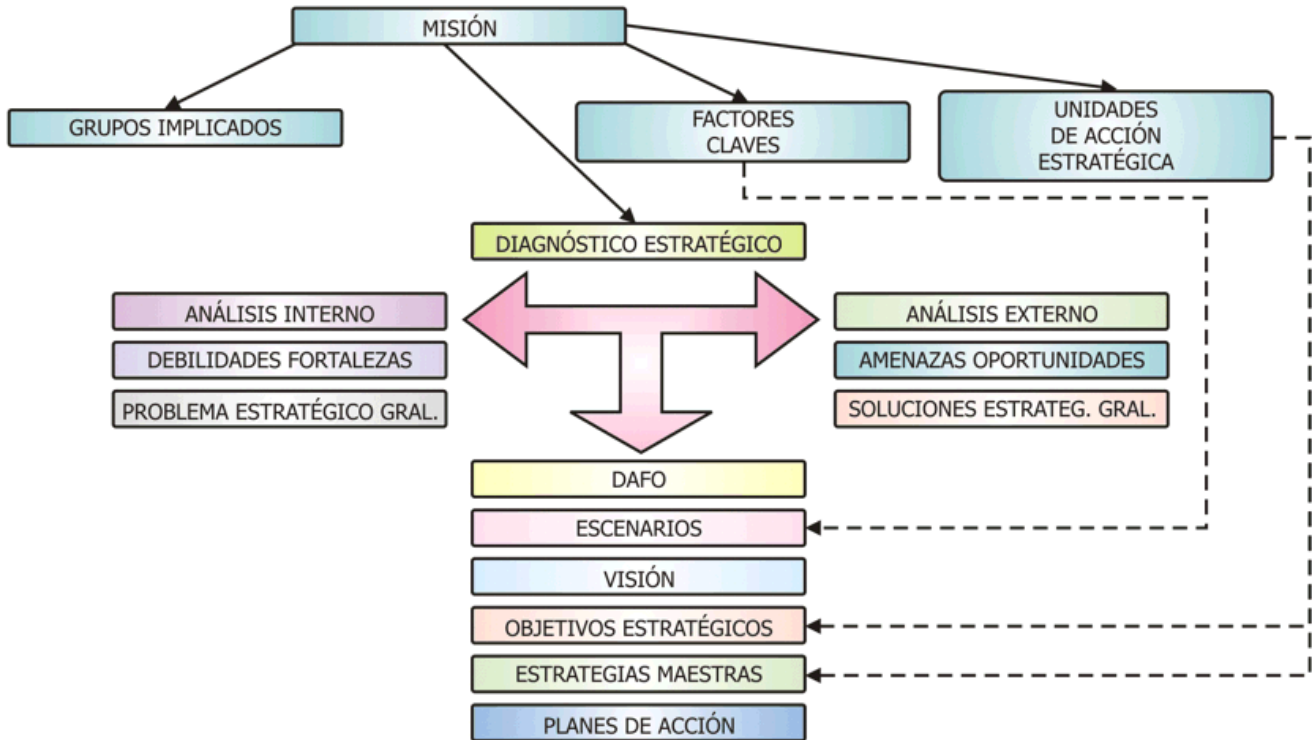 MISIÓN
GRUPOS IMPLICADOS
FACTORES
CLAVES
UNIDADES
DE ACCIÓN
ESTRATÉGICA
DIAGNÓSTICO ESTRATÉGICO
ANÁLISIS INTERNO
DEBILIDADES FORTALEZAS
PROBLEMA ESTRATÉGICO GRAL.
ANÁLISIS EXTERNO
AMENAZAS OPORTUNIDADES
SOLUCIONES ESTRATEG. GRAL.
DAFO
ESCENARIOS
VISIÓN
OBJETIVOS ESTRATÉGICOS
ESTRATEGIAS MAESTRAS
PLANES DE ACCIÓN